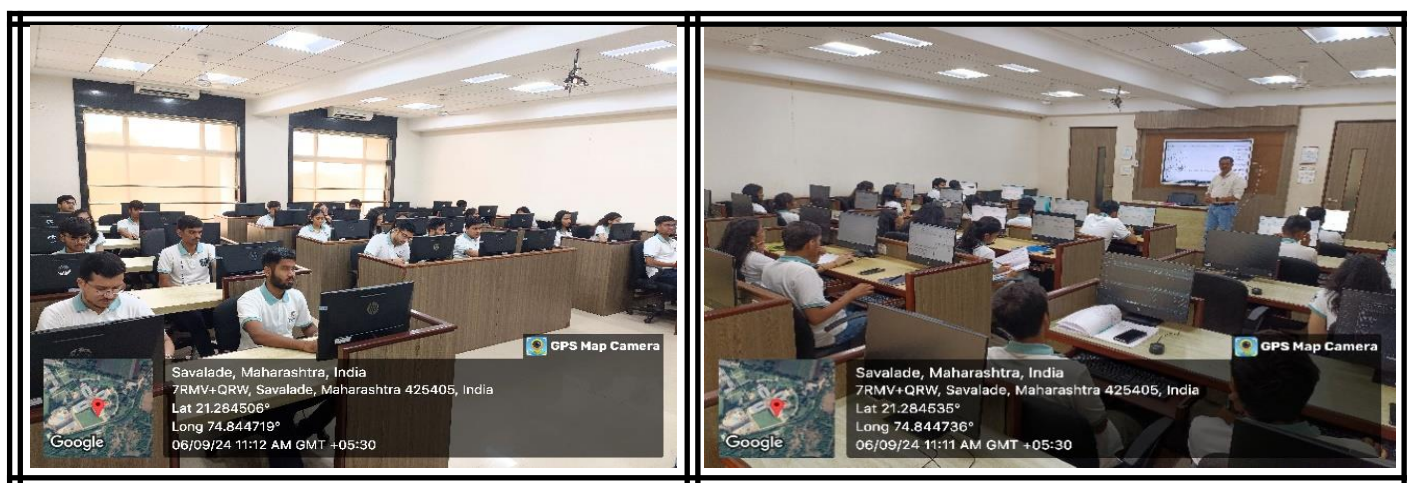 GPS Map Camera
Savalade, Maharashtra, India
7RMV+QRW, Savalade, Maharashtra 425405, India
Lat 21.284506°
Long 74.844719°
06/09/24 11:12 AM GMT +05:30
Google
GPS Map Camera
Savalade, Maharashtra, India
7RMV+QRW, Savalade, Maharashtra 425405, India
Lat 21.284535°
Long 74.844736°
06/09/24 11:11 AM GMT +05:30
Google